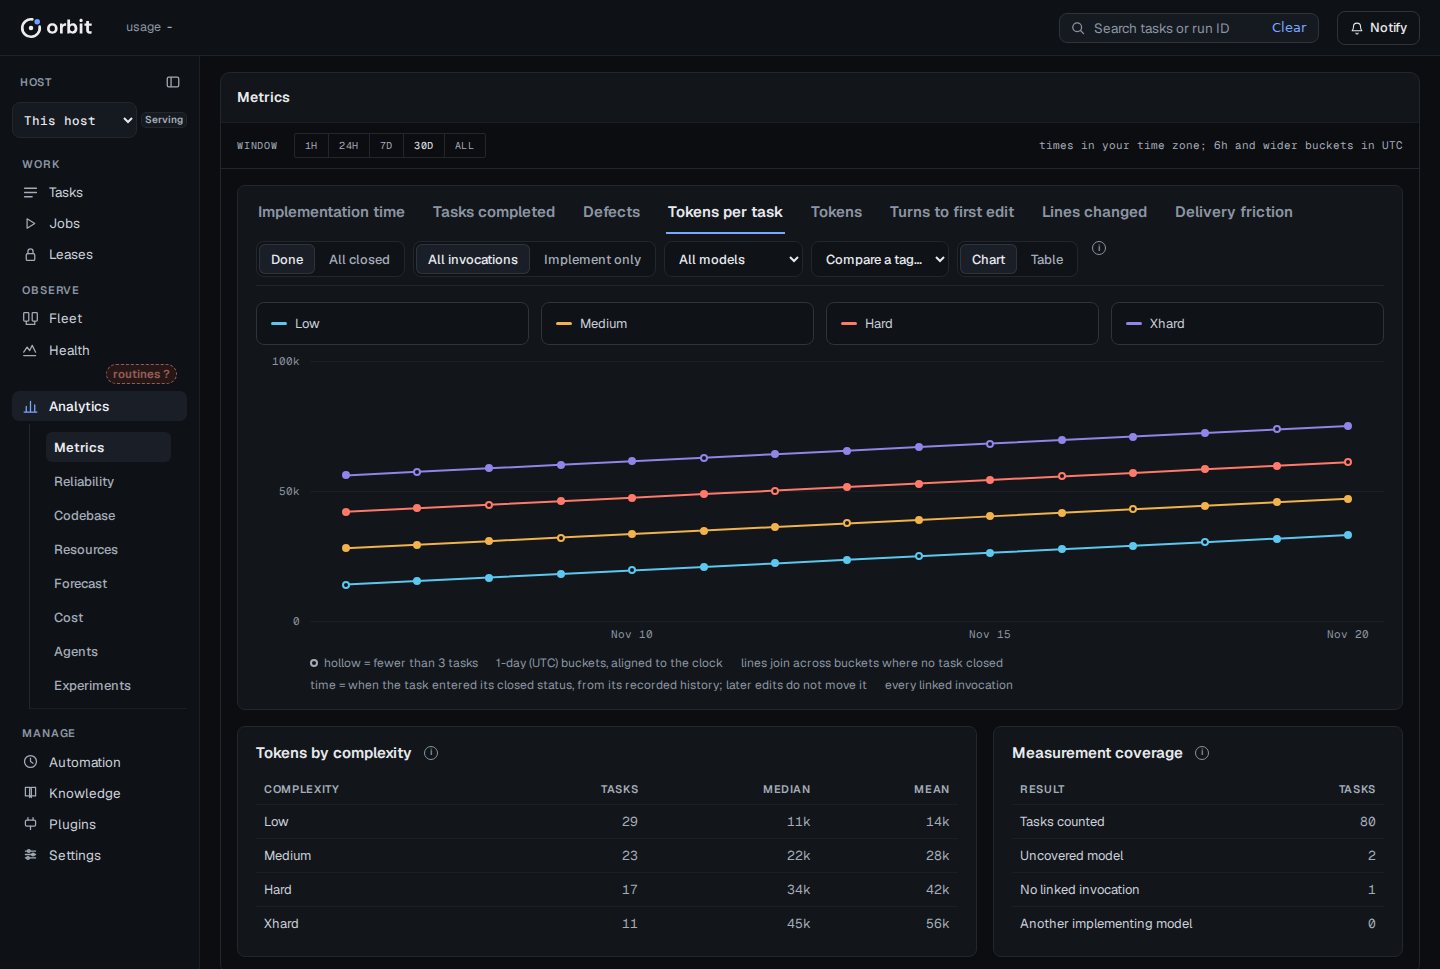 orbit
usage -
Search tasks or run ID
Clear
Notify
HOST
This host
Serving
WORK
Tasks
Jobs
Leases
OBSERVE
Fleet
Health
routines ?
Analytics
Metrics
Reliability
Codebase
Resources
Forecast
Cost
Agents
Experiments
MANAGE
Automation
Knowledge
Plugins
Settings
Metrics
WINDOW 1H 24H 7D 30D ALL
times in your time zone; 6h and wider buckets in UTC
Implementation time Tasks completed Defects Tokens per task Tokens Turns to first edit Lines changed Delivery friction
Done All closed All invocations Implement only All models Compare a tag... Chart Table
Low Medium Hard Xhard
100k
50k
0
Nov 10 Nov 15 Nov 20
hollow = fewer than 3 tasks 1-day (UTC) buckets, aligned to the clock lines join across buckets where no task closed
time = when the task entered its closed status, from its recorded history; later edits do not move it every linked invocation
Tokens by complexity
COMPLEXITY TASKS MEDIAN MEAN
Low 29 11k 14k
Medium 23 22k 28k
Hard 17 34k 42k
Xhard 11 45k 56k
Measurement coverage
RESULT TASKS
Tasks counted 80
Uncovered model 2
No linked invocation 1
Another implementing model 0